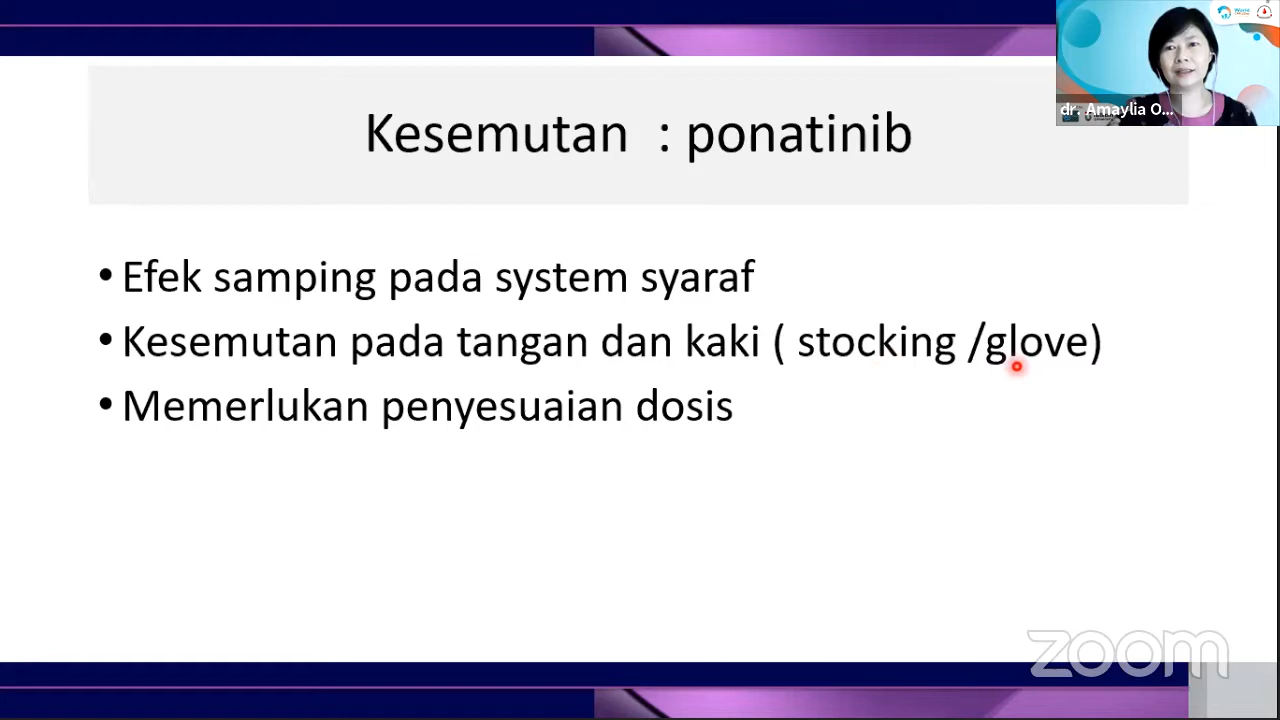 Kesemutan : ponatinib
dr. Amaylia O...
• Efek samping pada system syaraf
• Kesemutan pada tangan dan kaki ( stocking /glove)
• Memerlukan penyesuaian dosis
zoom